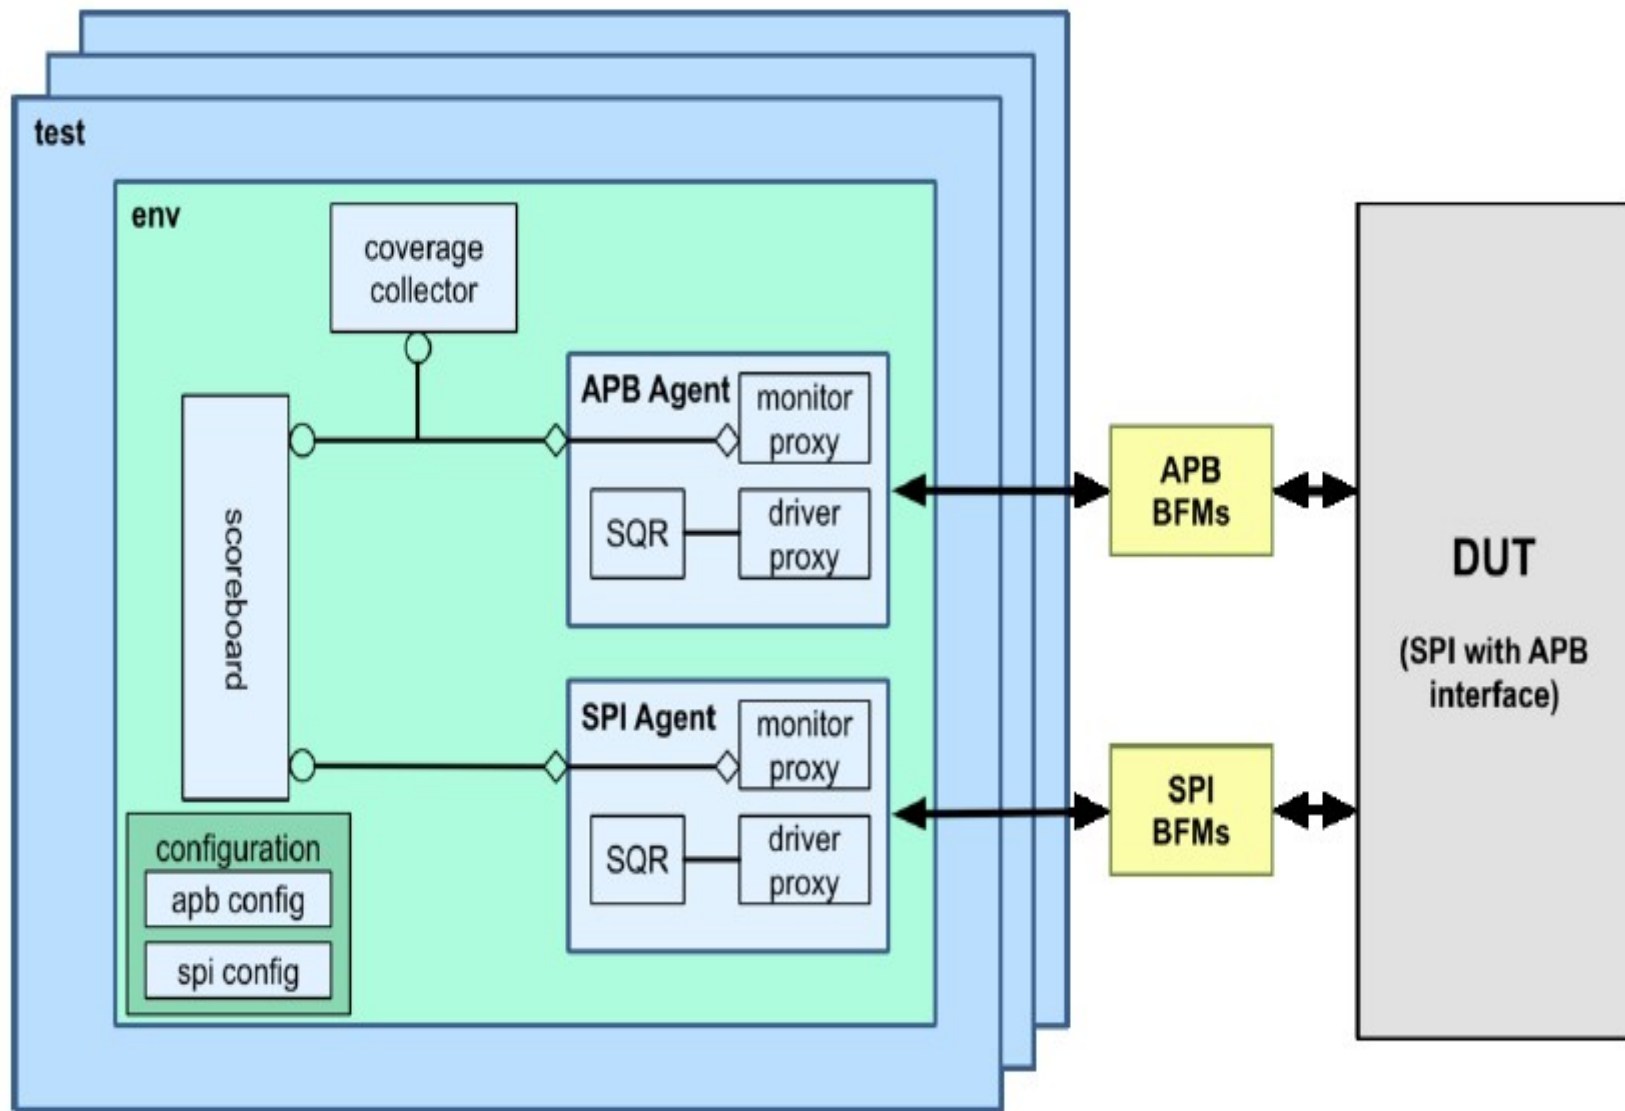 test
env
coverage
collector
APB Agent
monitor
proxy
SQR
driver
proxy
scoreboard
SPI Agent
monitor
proxy
SQR
driver
proxy
configuration
apb config
spi config
APB
BFMs
SPI
BFMs
DUT
(SPI with APB
interface)